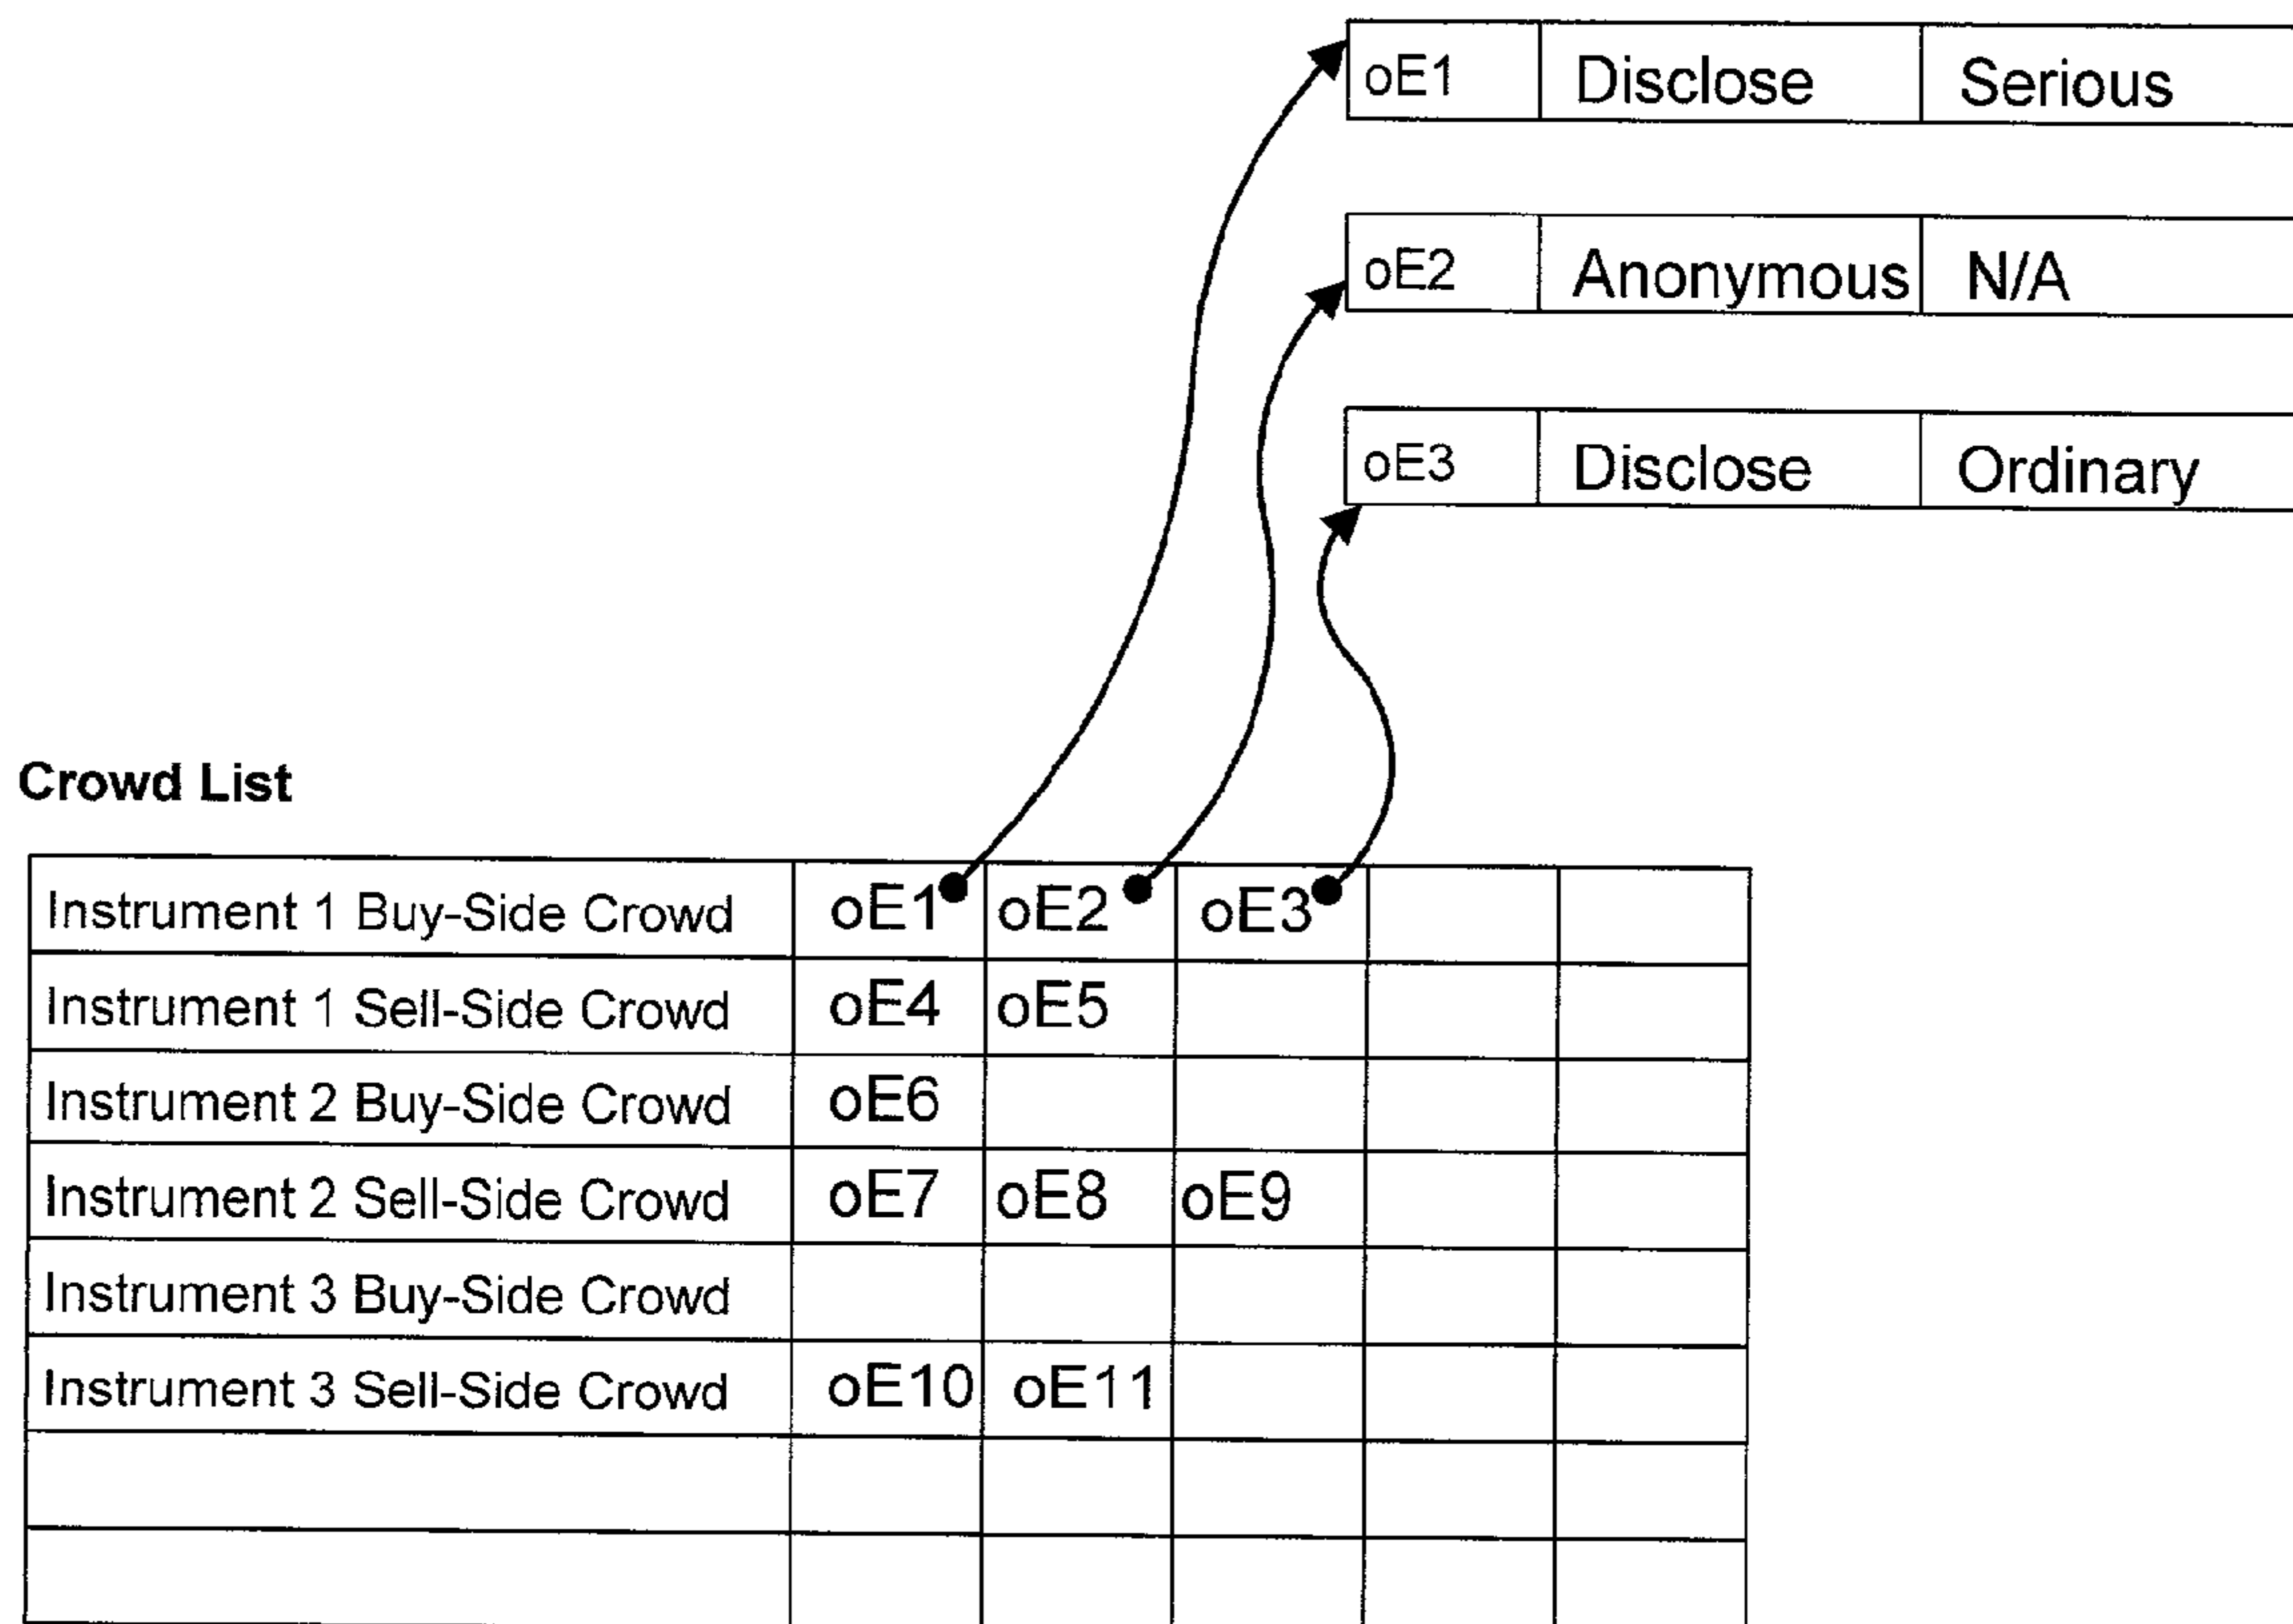 oE1 Disclose Serious
oE2 Anonymous N/A
oE3 Disclose Ordinary
Crowd List
Instrument 1 Buy-Side Crowd oE1 oE2 oE3
Instrument 1 Sell-Side Crowd oE4 oE5
Instrument 2 Buy-Side Crowd oE6
Instrument 2 Sell-Side Crowd oE7 oE8 oE9
Instrument 3 Buy-Side Crowd
Instrument 3 Sell-Side Crowd oE10 oE11